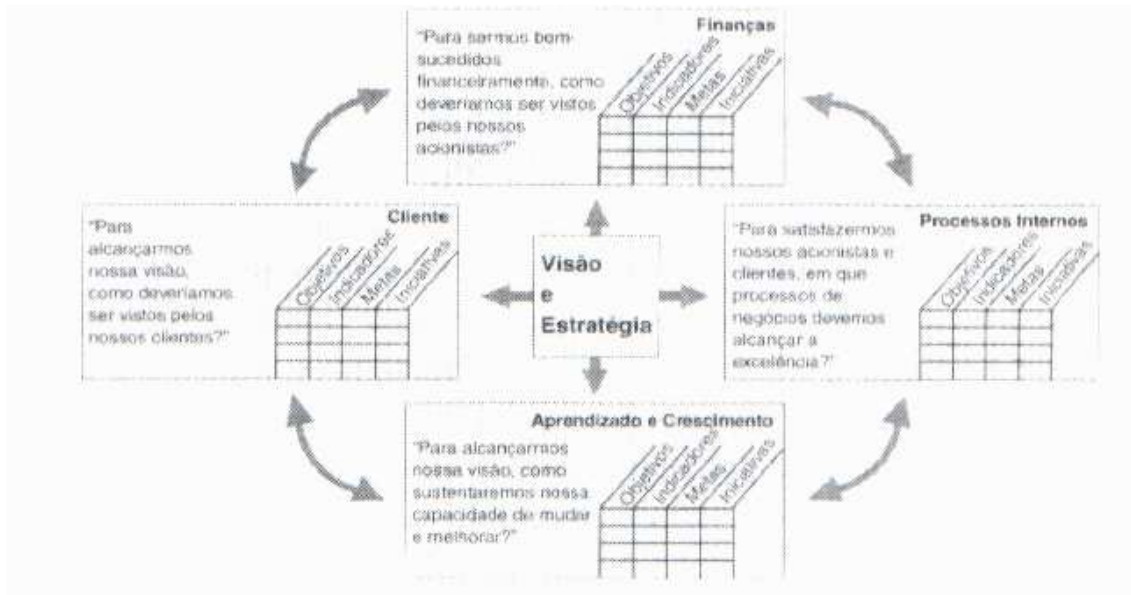 Finanças
"Para sermos bem-
sucedidos
financeiramente, como
deveríamos ser vistos
pelos nossos
acionistas?"
Objetivos
Indicadores
Metas
Iniciativas
Cliente
"Para
alcançarmos
nossa visão,
como deveríamos
ser vistos pelos
nossos clientes?"
Objetivos
Indicadores
Metas
Iniciativas
Visão
e
Estratégia
Processos Internos
"Para satisfazermos
nossos acionistas e
clientes, em que
processos de
negócios devemos
alcançar a
excelência?"
Objetivos
Indicadores
Metas
Iniciativas
Aprendizado e Crescimento
"Para alcançarmos
nossa visão, como
sustentaremos nossa
capacidade de mudar
e melhorar?"
Objetivos
Indicadores
Metas
Iniciativas